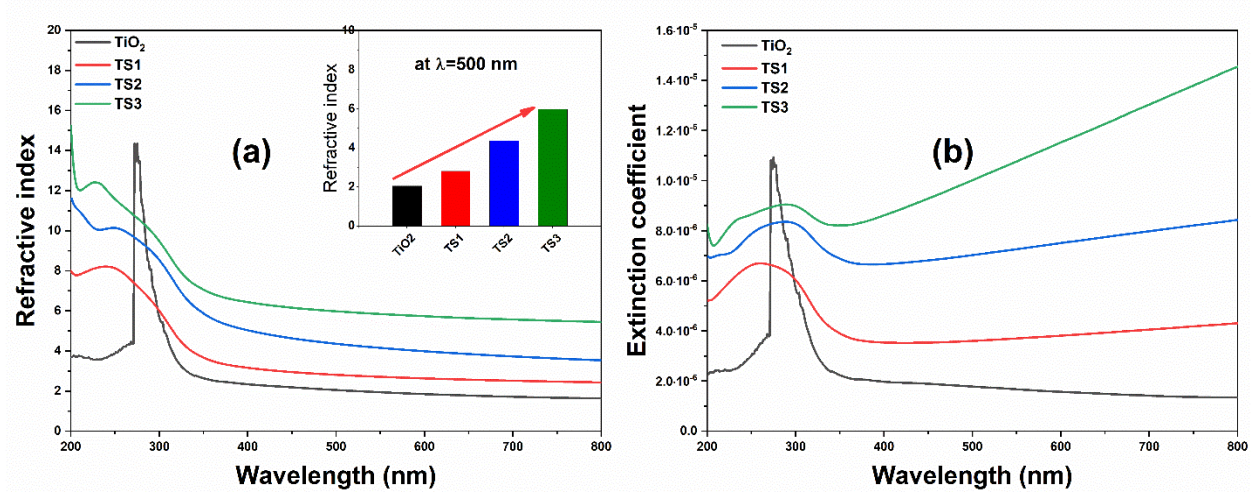 20
18
16
14
12
10
8
6
4
2
0
Refractive index
TiO₂
TS1
TS2
TS3
(a)
200
300
400
500
600
700
800
Wavelength (nm)
10
8
6
4
2
0
Refractive index
at λ=500 nm
TiO2
TS1
TS2
TS3
1.6·10⁻⁵
1.4·10⁻⁵
1.2·10⁻⁵
1.0·10⁻⁵
8.0·10⁻⁶
6.0·10⁻⁶
4.0·10⁻⁶
2.0·10⁻⁶
0.0
Extinction coefficient
TiO₂
TS1
TS2
TS3
(b)
200
300
400
500
600
700
800
Wavelength (nm)